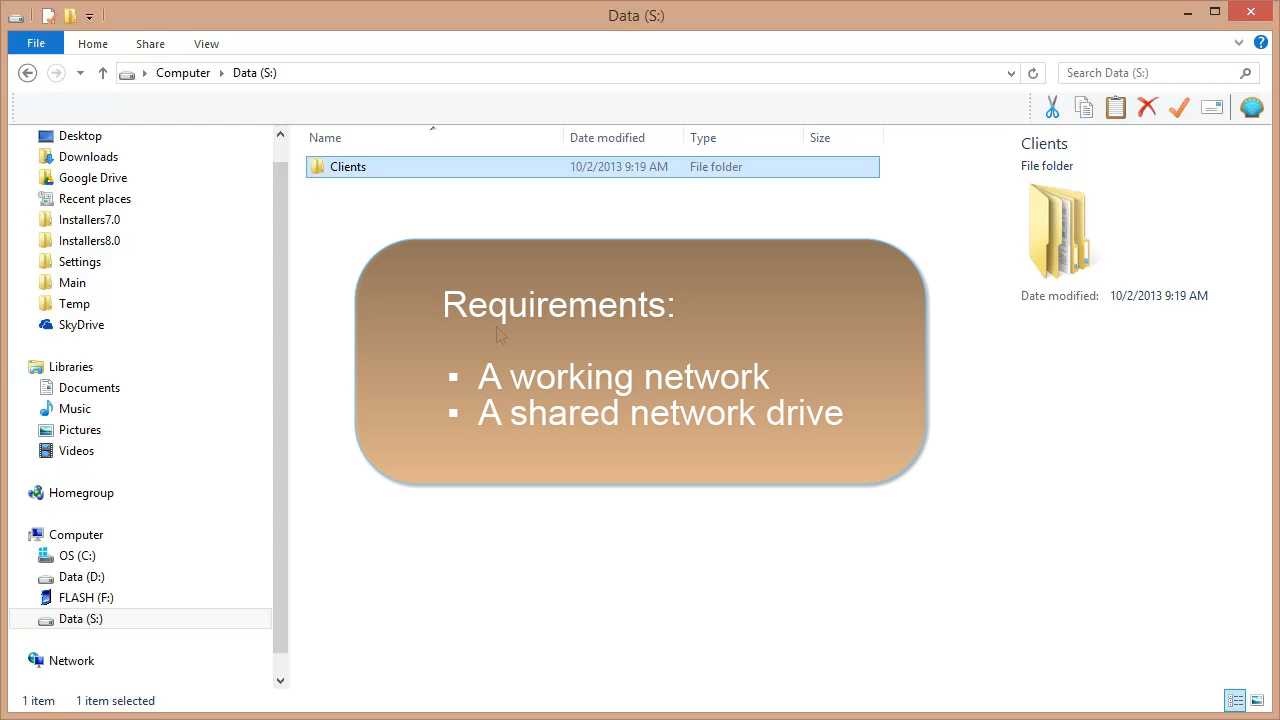 Data (S:)
File
Home
Share
View
Computer
Data (S:)
Search Data (S:)
Desktop
Downloads
Google Drive
Recent places
Installers7.0
Installers8.0
Settings
Main
Temp
SkyDrive
Libraries
Documents
Music
Pictures
Videos
Homegroup
Computer
OS (C:)
Data (D:)
FLASH (F:)
Data (S:)
Network
Name
Date modified
Type
Size
Clients
10/2/2013 9:19 AM
File folder
Requirements:
▪ A working network
▪ A shared network drive
Clients
File folder
Date modified: 10/2/2013 9:19 AM
1 item
1 item selected